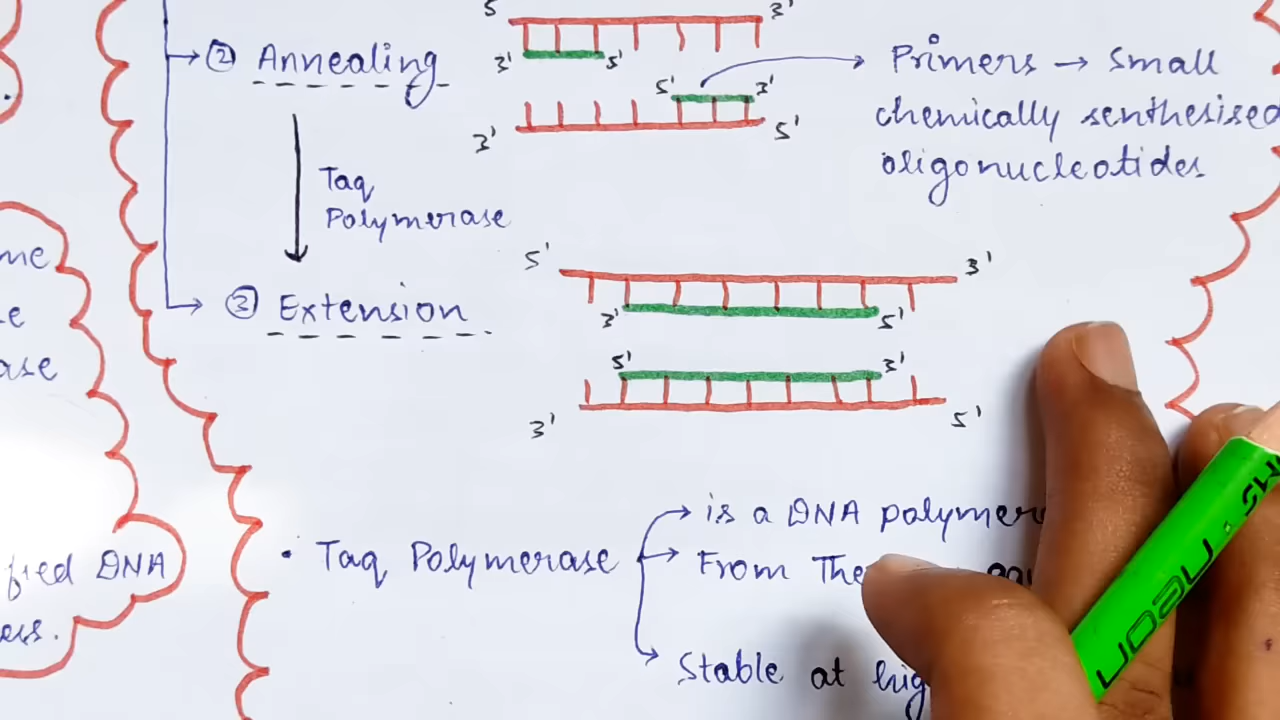 5' 3'
② Annealing
3' 5'
Primers → Small
chemically senthesised
oligonucleotides
5' 3'
3' 5'
Taq
Polymerase
③ Extension
5' 3'
3' 5'
5' 3'
3' 5'
• Taq Polymerase
is a DNA polymer
From The
Stable at hig
me
ase
fied DNA